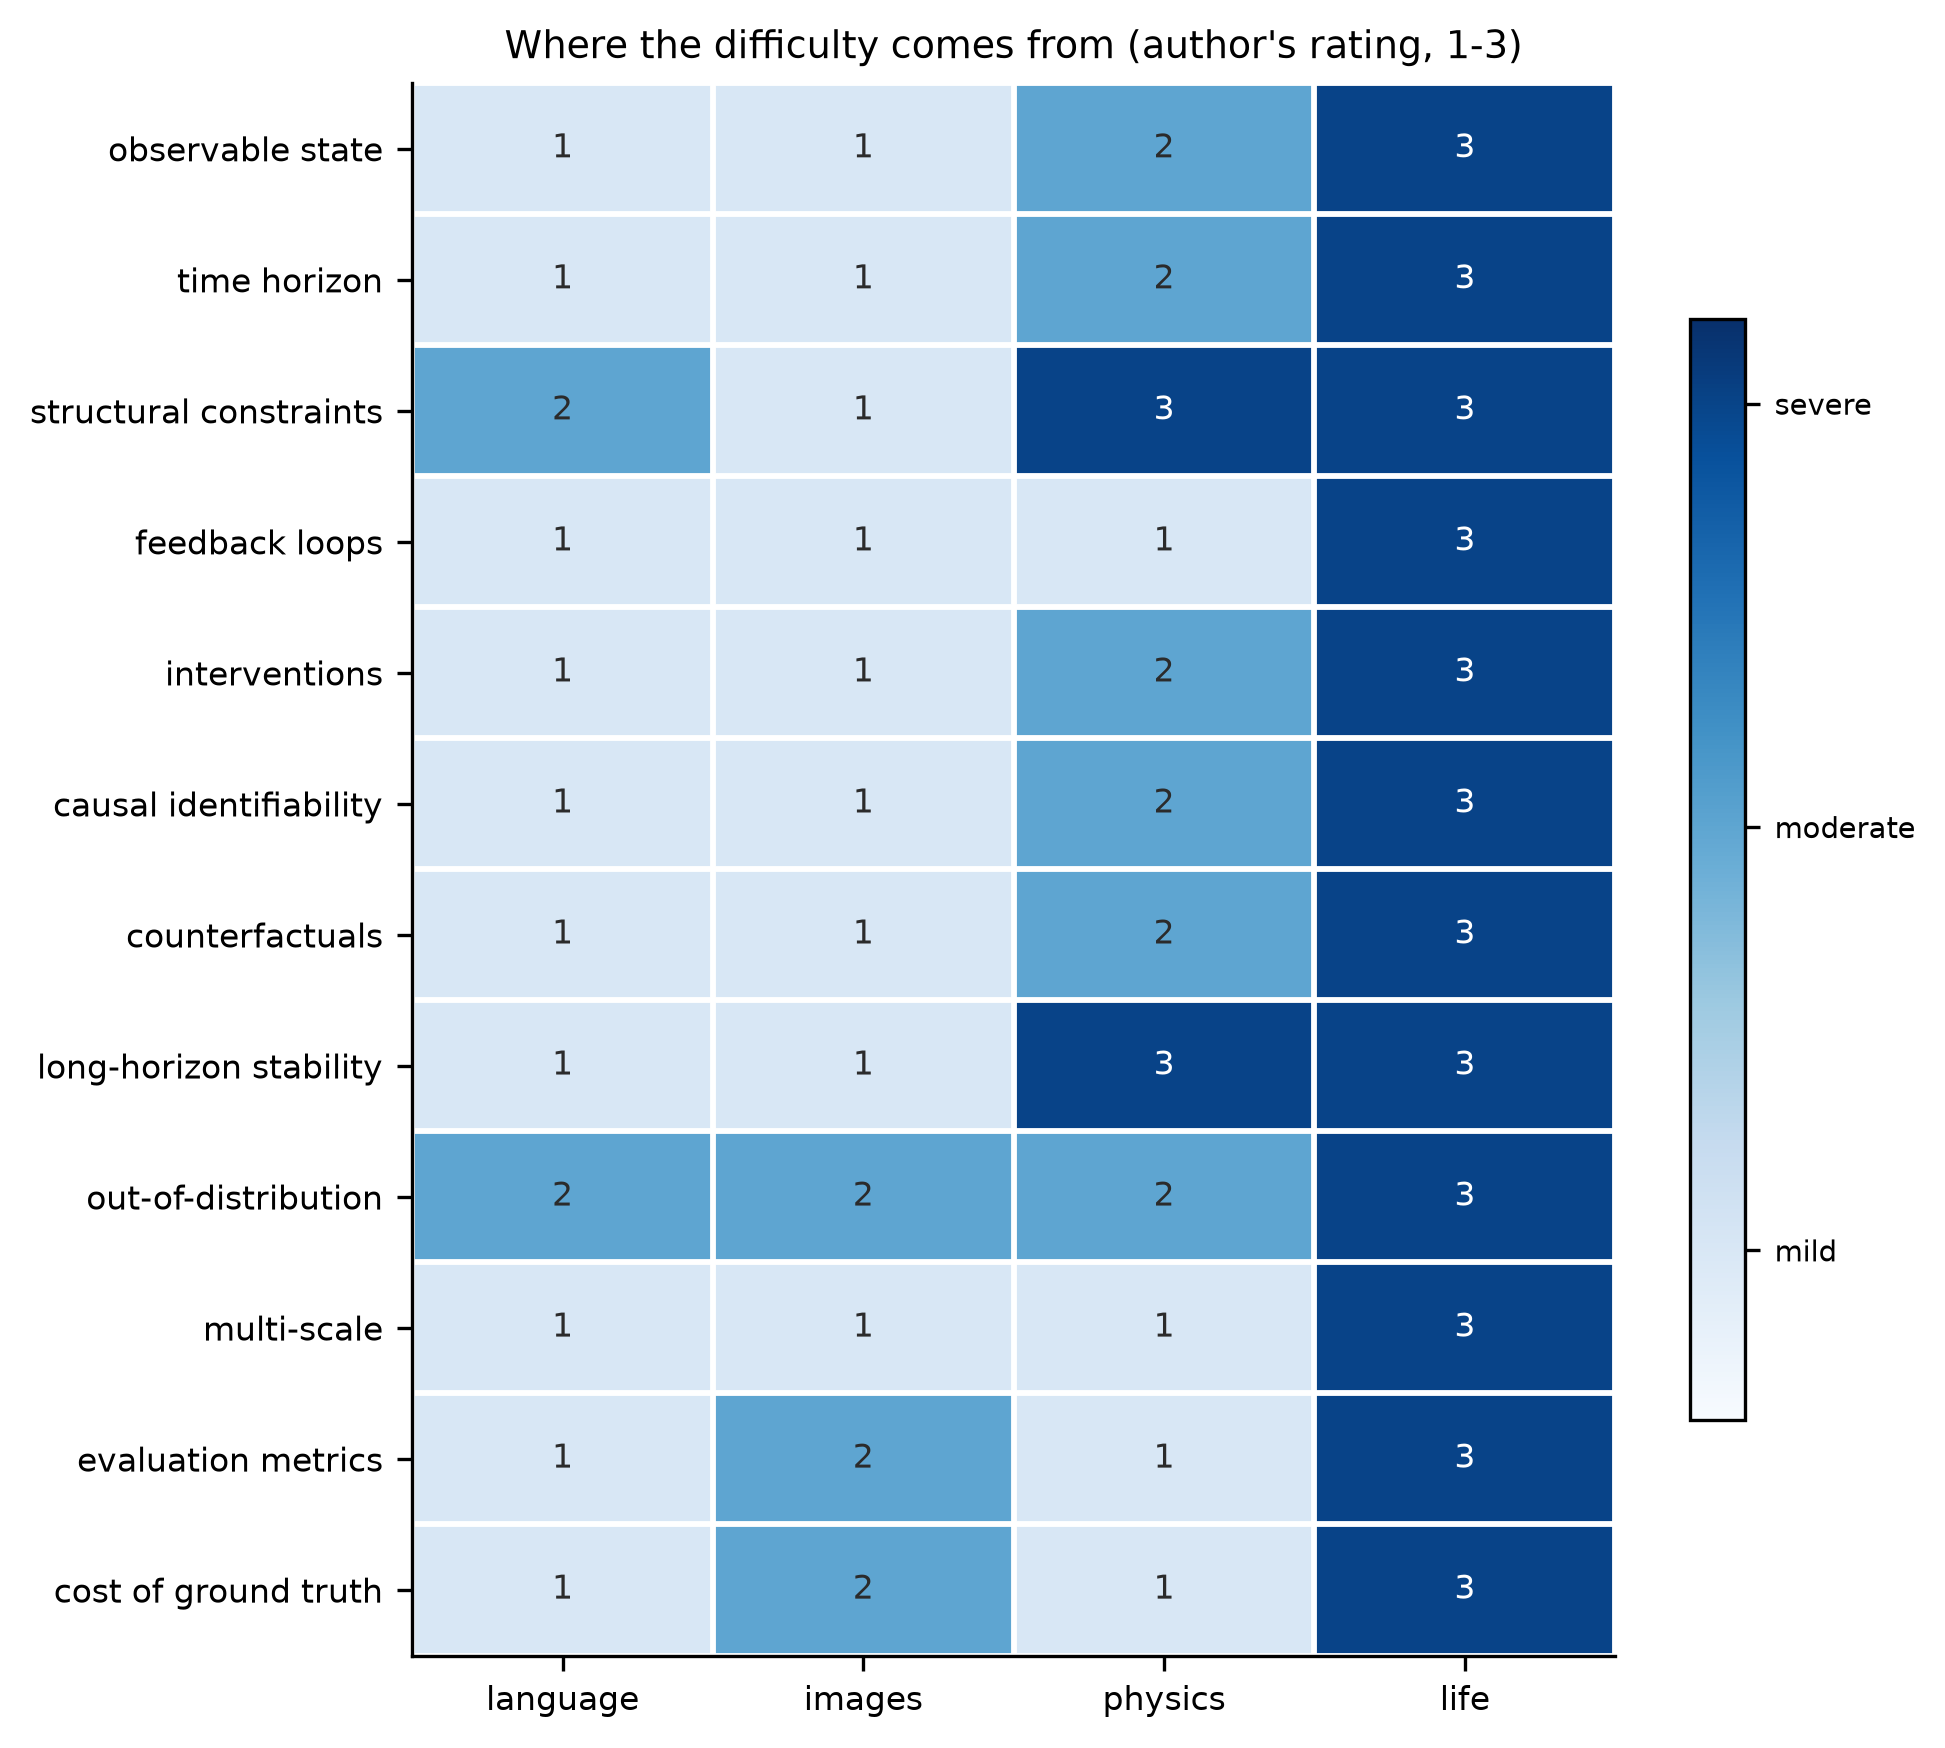 Where the difficulty comes from (author's rating, 1-3)
observable state 1 1 2 3
time horizon 1 1 2 3
structural constraints 2 1 3 3
feedback loops 1 1 1 3
interventions 1 1 2 3
causal identifiability 1 1 2 3
counterfactuals 1 1 2 3
long-horizon stability 1 1 3 3
out-of-distribution 2 2 2 3
multi-scale 1 1 1 3
evaluation metrics 1 2 1 3
cost of ground truth 1 2 1 3
language images physics life
severe
moderate
mild